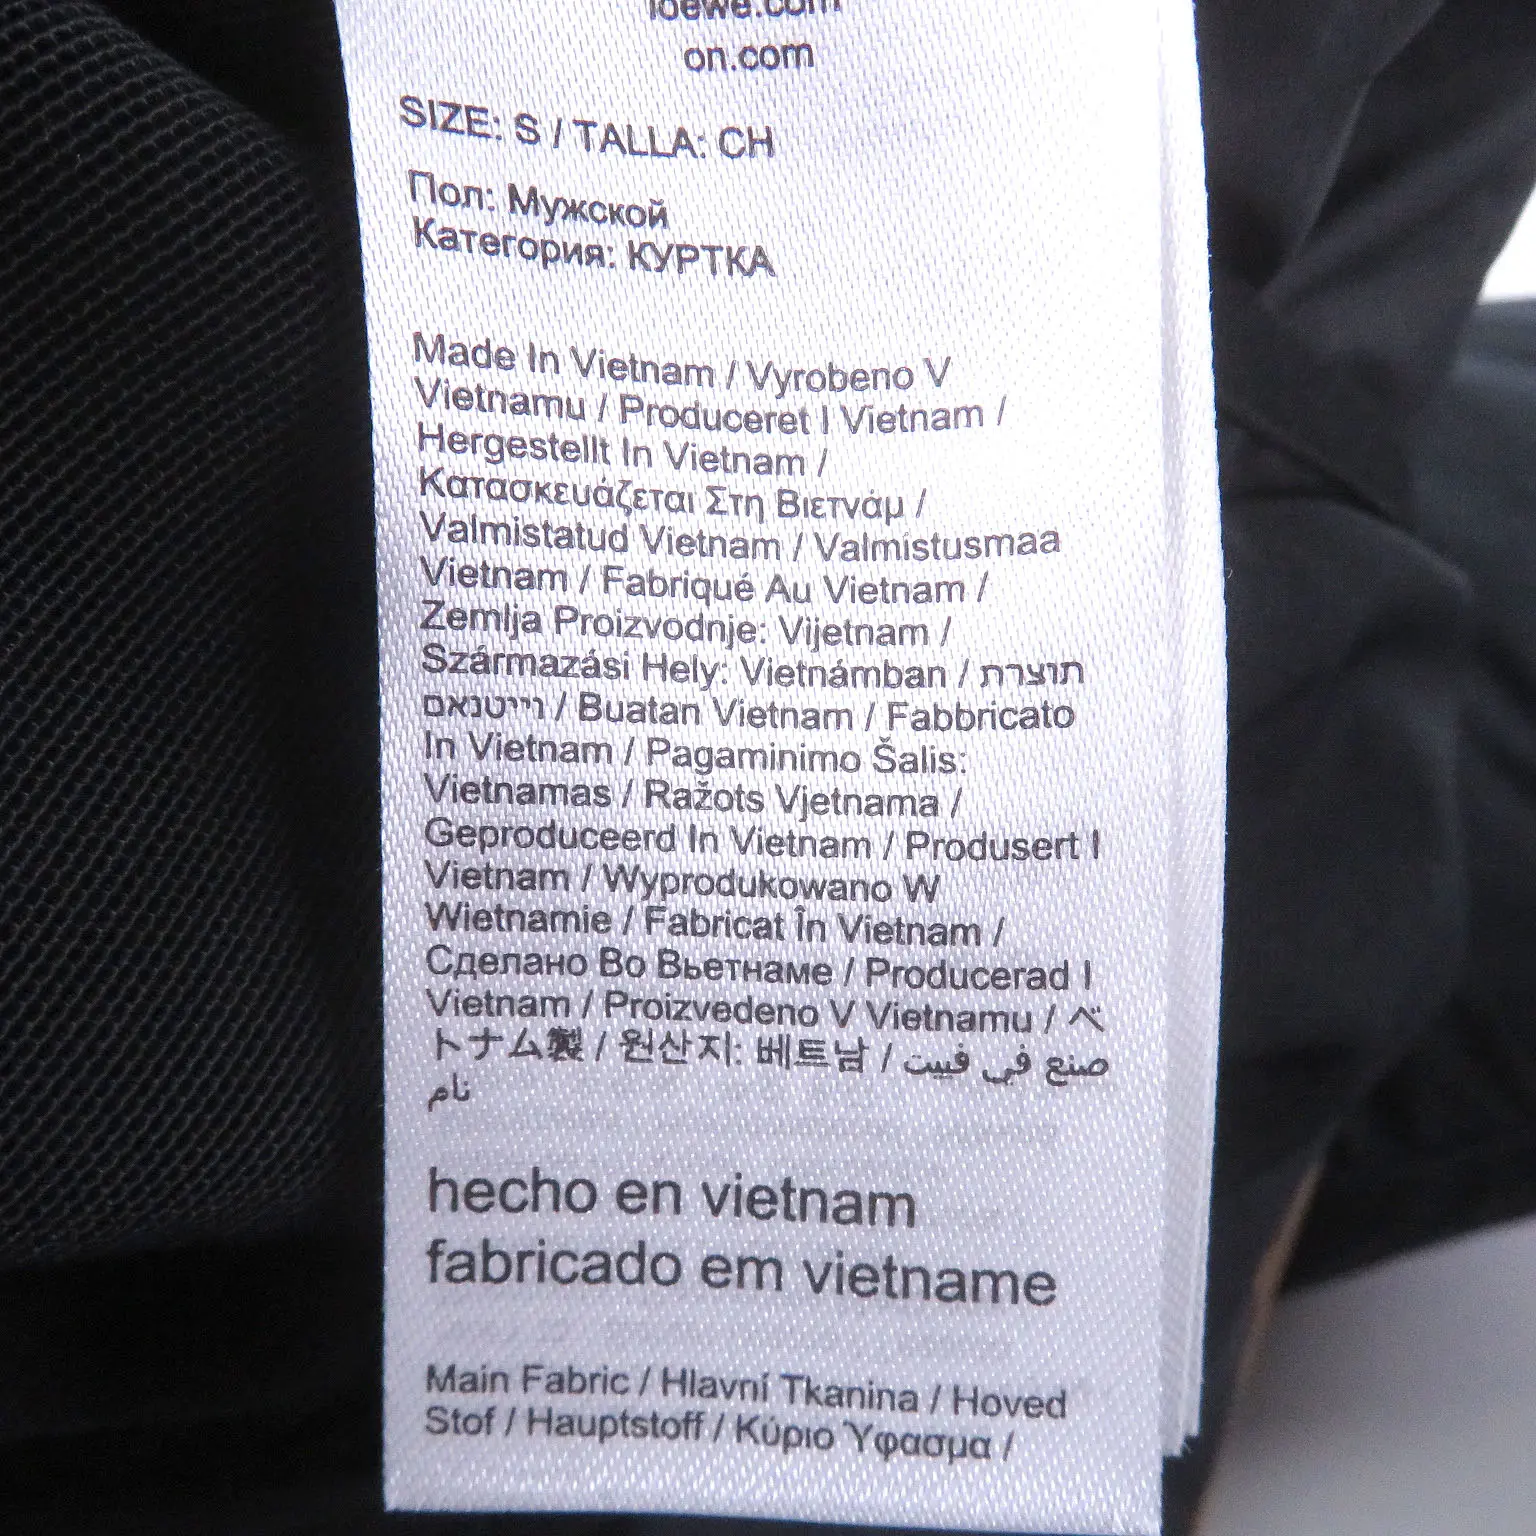 loewe.com
on.com
SIZE: S / TALLA: CH
Пол: Мужской
Категория: КУРТКА
Made In Vietnam / Vyrobeno V
Vietnamu / Produceret I Vietnam /
Hergestellt In Vietnam /
Κατασκευάζεται Στη Βιετνάμ /
Valmistatud Vietnam / Valmistusmaa
Vietnam / Fabriqué Au Vietnam /
Zemlja Proizvodnje: Vijetnam /
Származási Hely: Vietnámban / תוצרת
וייטנאם / Buatan Vietnam / Fabbricato
In Vietnam / Pagaminimo Šalis:
Vietnamas / Ražots Vjetnama /
Geproduceerd In Vietnam / Produsert I
Vietnam / Wyprodukowano W
Wietnamie / Fabricat În Vietnam /
Сделано Во Вьетнаме / Producerad I
Vietnam / Proizvedeno V Vietnamu / ベ
トナム製 / 원산지: 베트남 / صنع في فييت
نام
hecho en vietnam
fabricado em vietname
Main Fabric / Hlavní Tkanina / Hoved
Stof / Hauptstoff / Κύριο Ύφασμα /